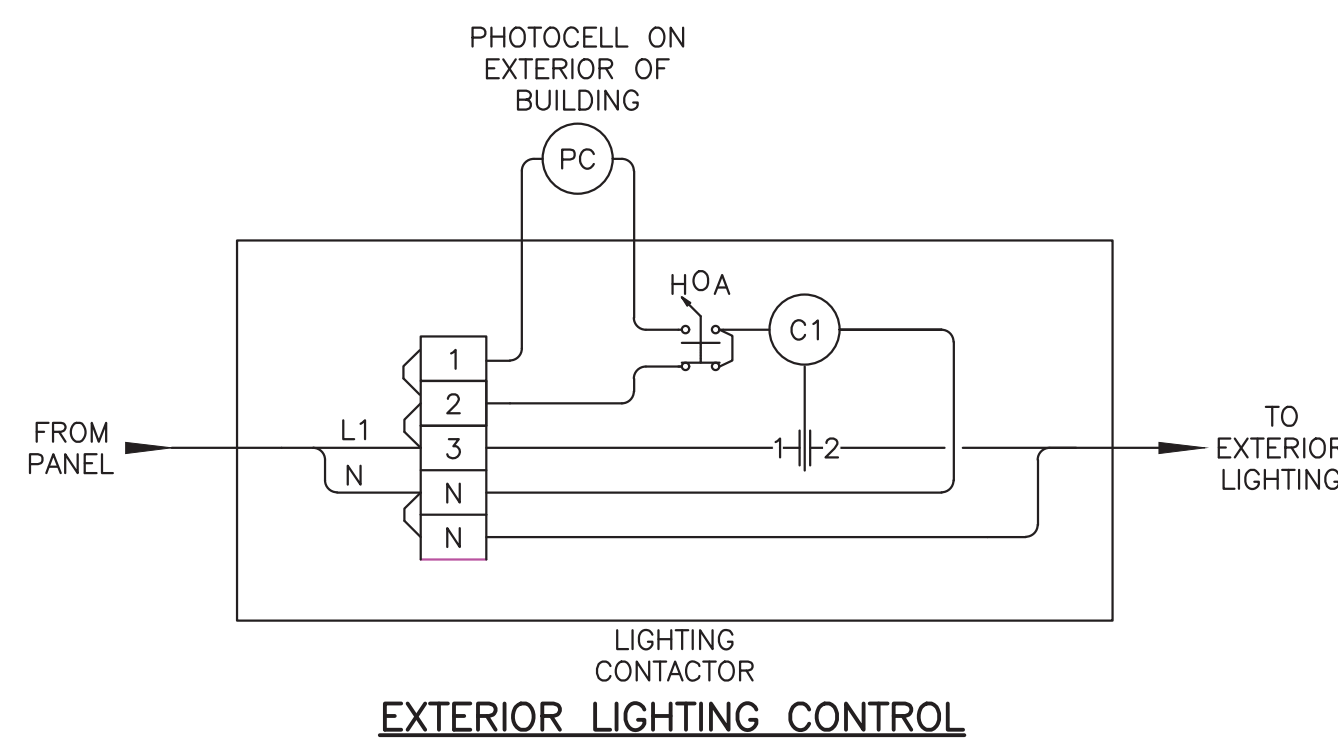 PHOTOCELL ON
EXTERIOR OF
BUILDING
PC
H O A
C1
1
2
FROM
PANEL
L1
3
1
2
TO
EXTERIOR
LIGHTING
N
N
N
LIGHTING
CONTACTOR
EXTERIOR LIGHTING CONTROL